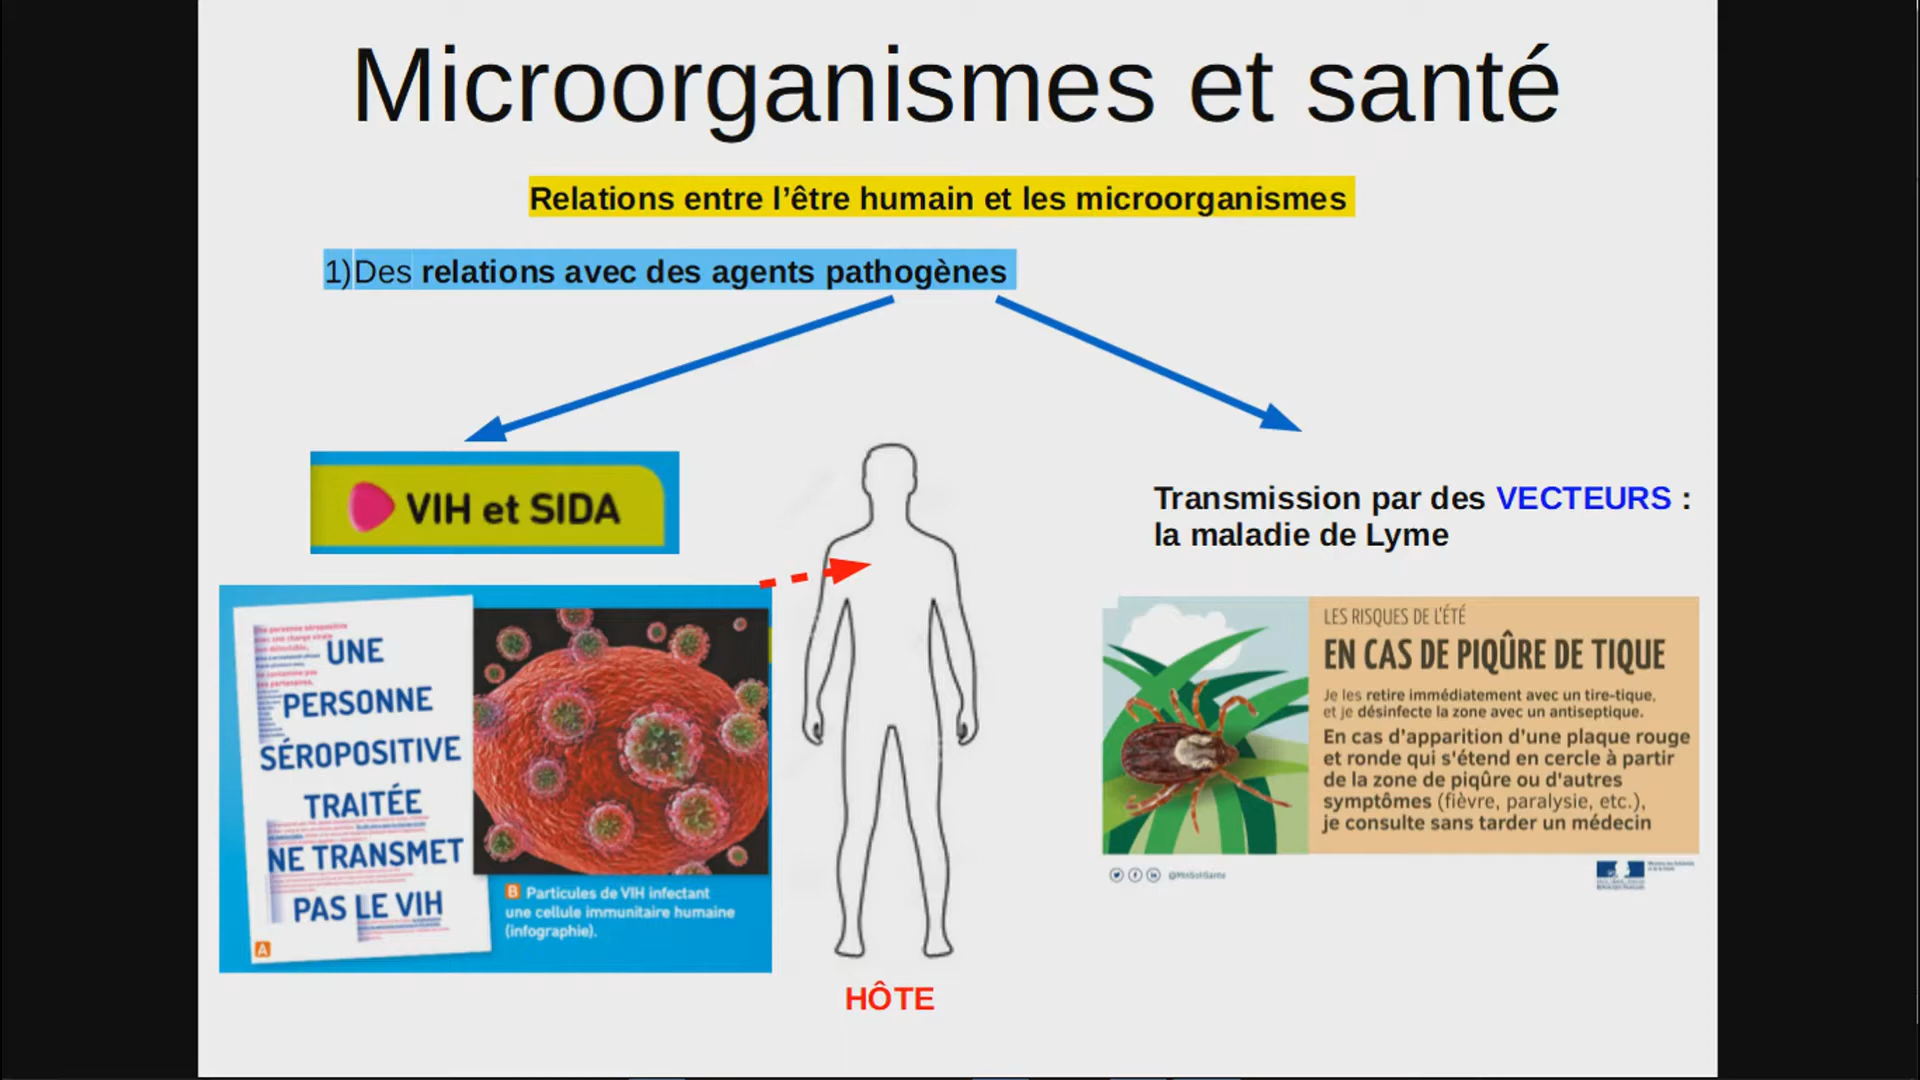 Microorganismes et santé
Relations entre l’être humain et les microorganismes
1)Des relations avec des agents pathogènes
VIH et SIDA
Transmission par des VECTEURS :
la maladie de Lyme
UNE
PERSONNE
SÉROPOSITIVE
TRAITÉE
NE TRANSMET
PAS LE VIH
A
B Particules de VIH infectant
une cellule immunitaire humaine
(infographie).
HÔTE
LES RISQUES DE L'ÉTÉ
EN CAS DE PIQÛRE DE TIQUE
Je les retire immédiatement avec un tire-tique,
et je désinfecte la zone avec un antiseptique.
En cas d'apparition d'une plaque rouge
et ronde qui s'étend en cercle à partir
de la zone de piqûre ou d'autres
symptômes (fièvre, paralysie, etc.),
je consulte sans tarder un médecin
@MinSoliSante